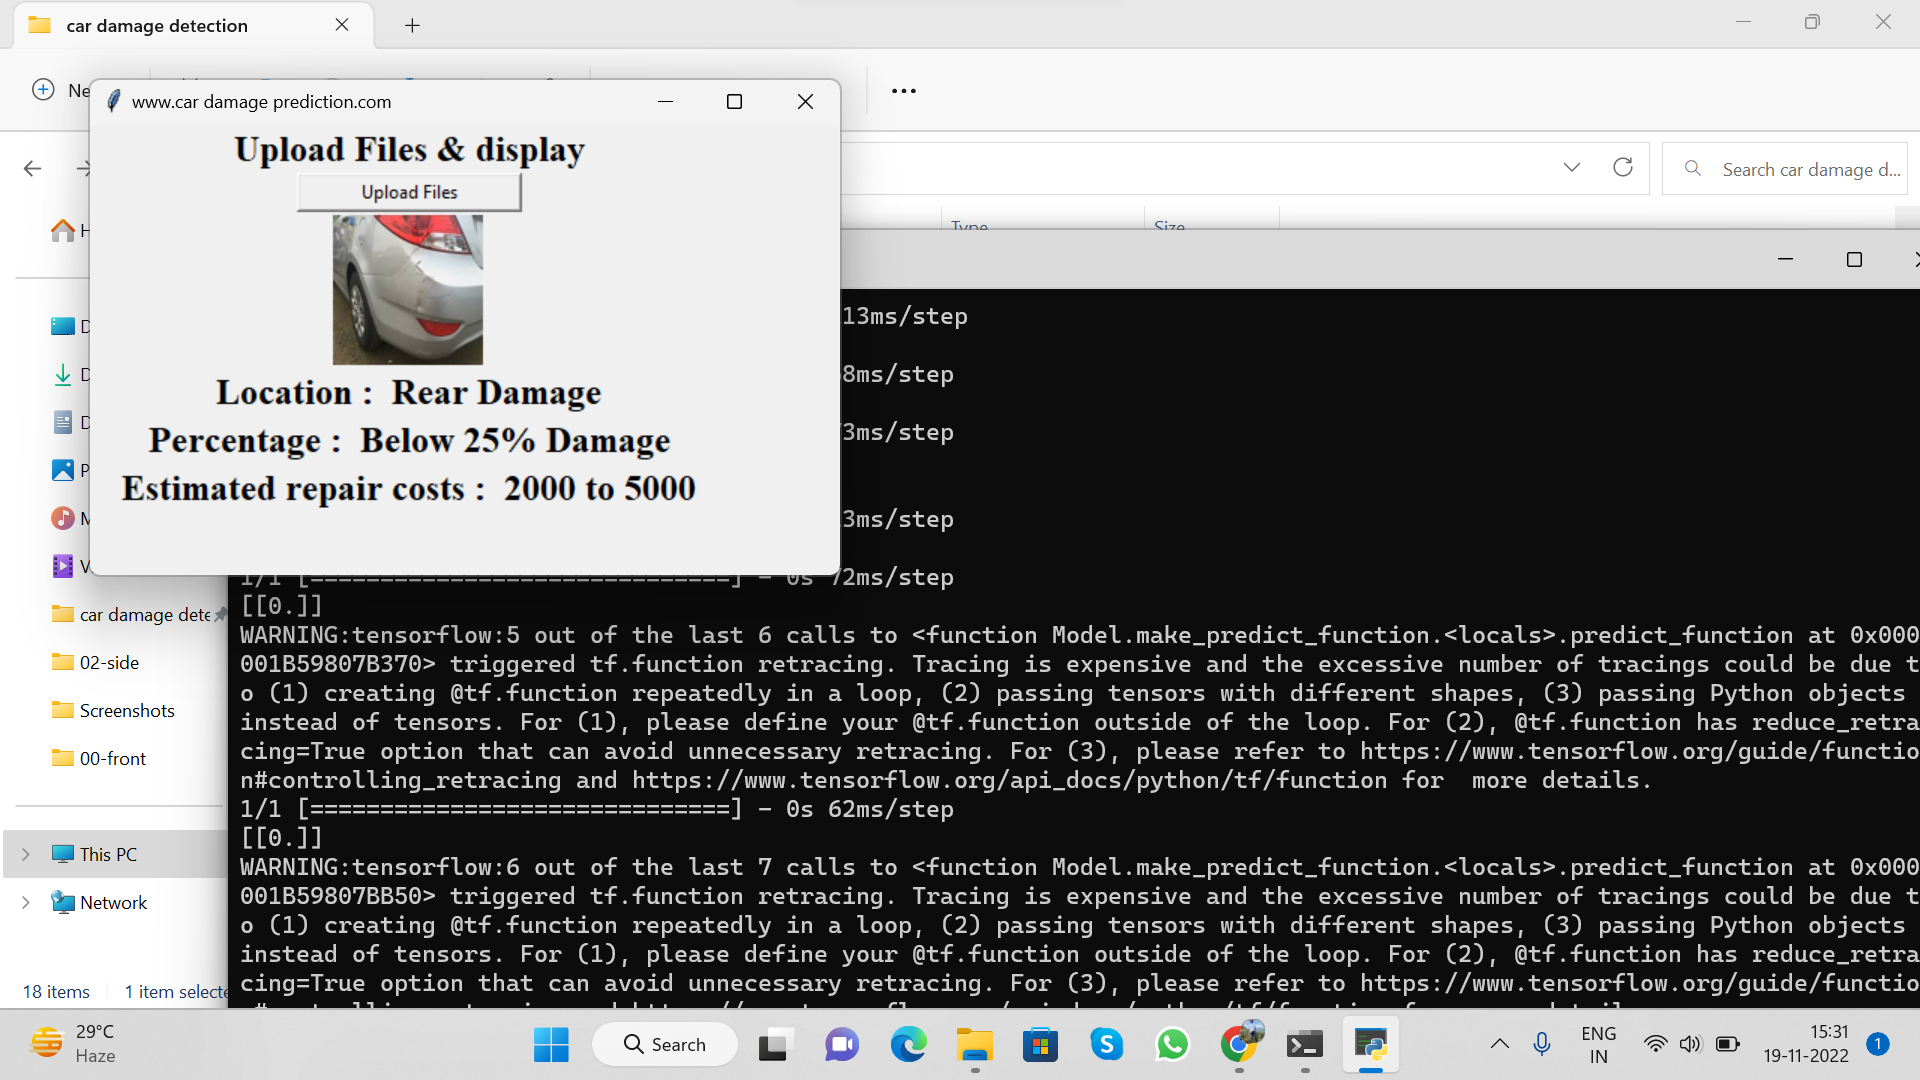 car damage detection
Ne
www.car damage prediction.com
Upload Files & display
Upload Files
Location : Rear Damage
Percentage : Below 25% Damage
Estimated repair costs : 2000 to 5000
Search car damage d...
Type
Size
car damage dete
02-side
Screenshots
00-front
This PC
Network
18 items
1 item selecte
13ms/step
8ms/step
3ms/step
3ms/step
1/1 [==============================] - 0s 72ms/step
[[0.]]
WARNING:tensorflow:5 out of the last 6 calls to <function Model.make_predict_function.<locals>.predict_function at 0x000
001B59807B370> triggered tf.function retracing. Tracing is expensive and the excessive number of tracings could be due t
o (1) creating @tf.function repeatedly in a loop, (2) passing tensors with different shapes, (3) passing Python objects
instead of tensors. For (1), please define your @tf.function outside of the loop. For (2), @tf.function has reduce_retra
cing=True option that can avoid unnecessary retracing. For (3), please refer to https://www.tensorflow.org/guide/functio
n#controlling_retracing and https://www.tensorflow.org/api_docs/python/tf/function for  more details.
1/1 [==============================] - 0s 62ms/step
[[0.]]
WARNING:tensorflow:6 out of the last 7 calls to <function Model.make_predict_function.<locals>.predict_function at 0x000
001B59807BB50> triggered tf.function retracing. Tracing is expensive and the excessive number of tracings could be due t
o (1) creating @tf.function repeatedly in a loop, (2) passing tensors with different shapes, (3) passing Python objects
instead of tensors. For (1), please define your @tf.function outside of the loop. For (2), @tf.function has reduce_retra
cing=True option that can avoid unnecessary retracing. For (3), please refer to https://www.tensorflow.org/guide/functio
29°C
Haze
Search
ENG
IN
15:31
19-11-2022
1